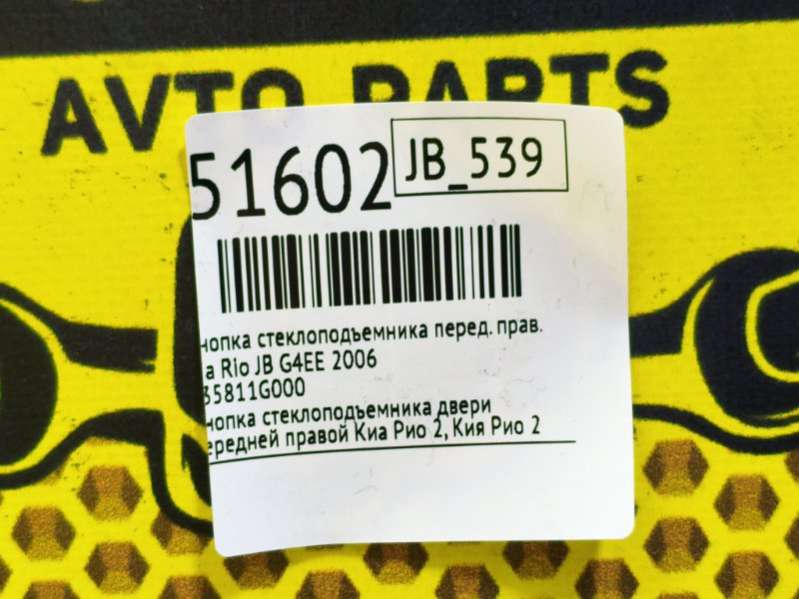 AVTO PARTS
51602
JB_539
нопка стеклоподъемника перед. прав.
a Rio JB G4EE 2006
35811G000
нопка стеклоподъемника двери
ередней правой Киа Рио 2, Кия Рио 2